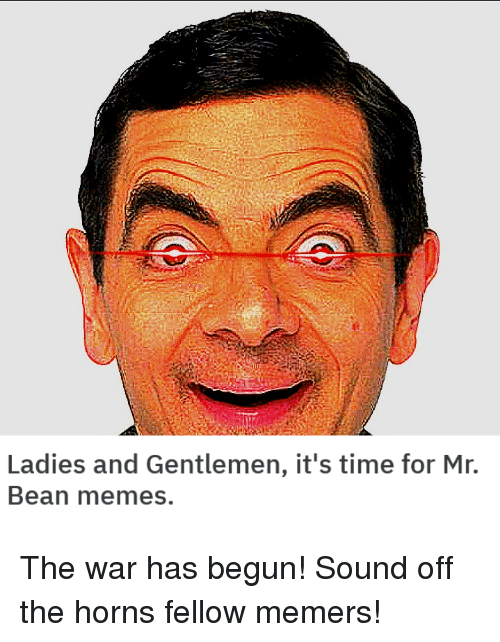 Ladies and Gentlemen, it's time for Mr.
Bean memes.
The war has begun! Sound off
the horns fellow memers!